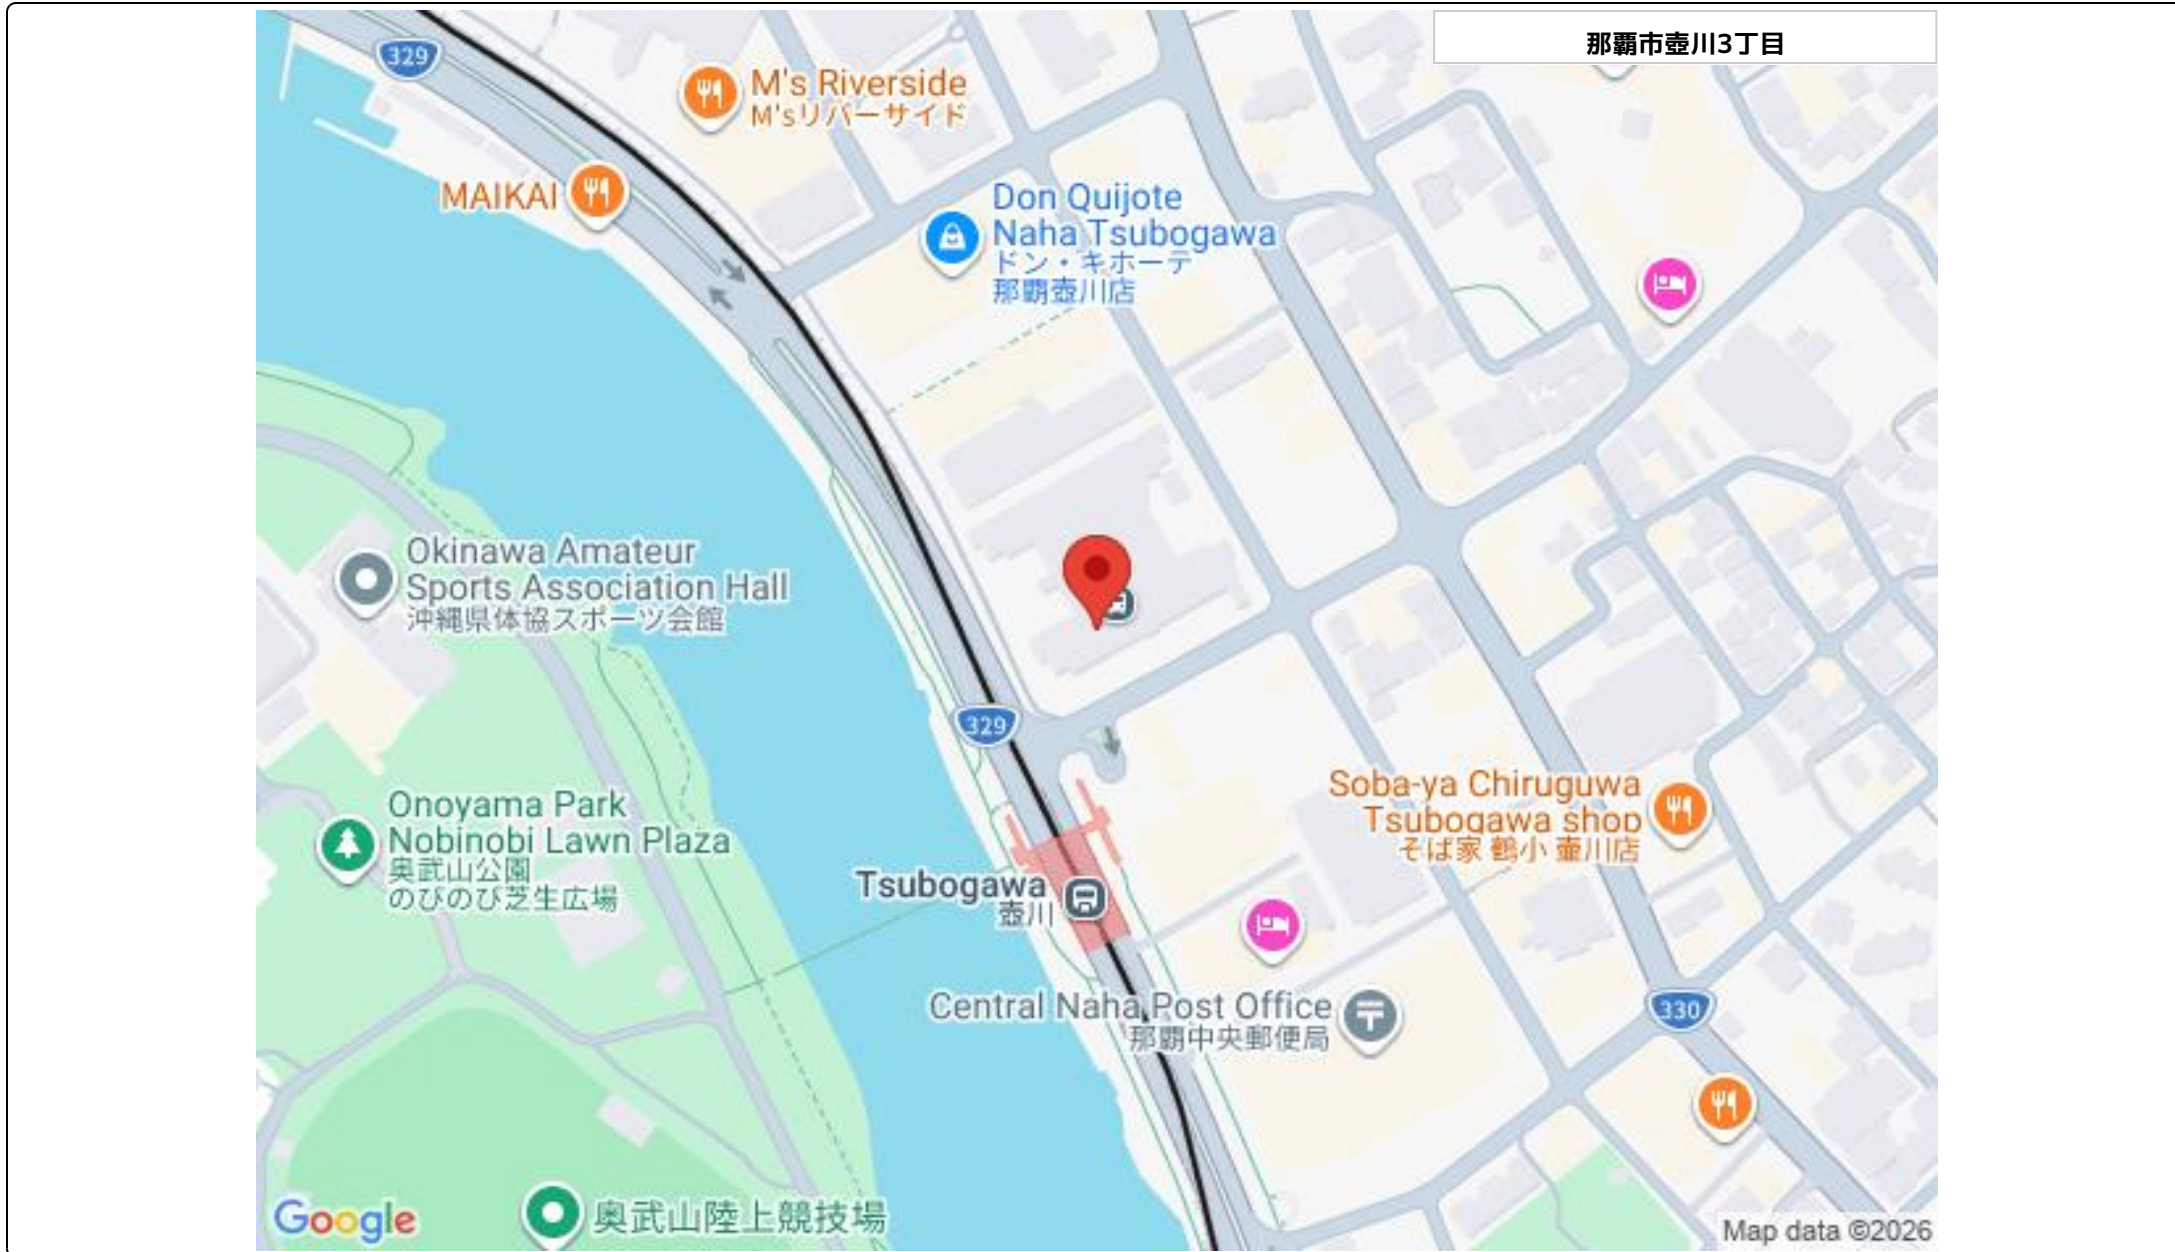 那覇市壺川3丁目
329
M's Riverside
M'sリバーサイド
MAIKAI
Don Quijote
Naha Tsubogawa
ドン・キホーテ
那覇壺川店
Okinawa Amateur
Sports Association Hall
沖縄県体協スポーツ会館
329
Onoyama Park
Nobinobi Lawn Plaza
奥武山公園
のびのび芝生広場
Soba-ya Chiruguwa
Tsubogawa shop
そば家 鶴小 壷川店
Tsubogawa
壺川
Central Naha Post Office
那覇中央郵便局
330
奥武山陸上競技場
Google
Map data ©2026